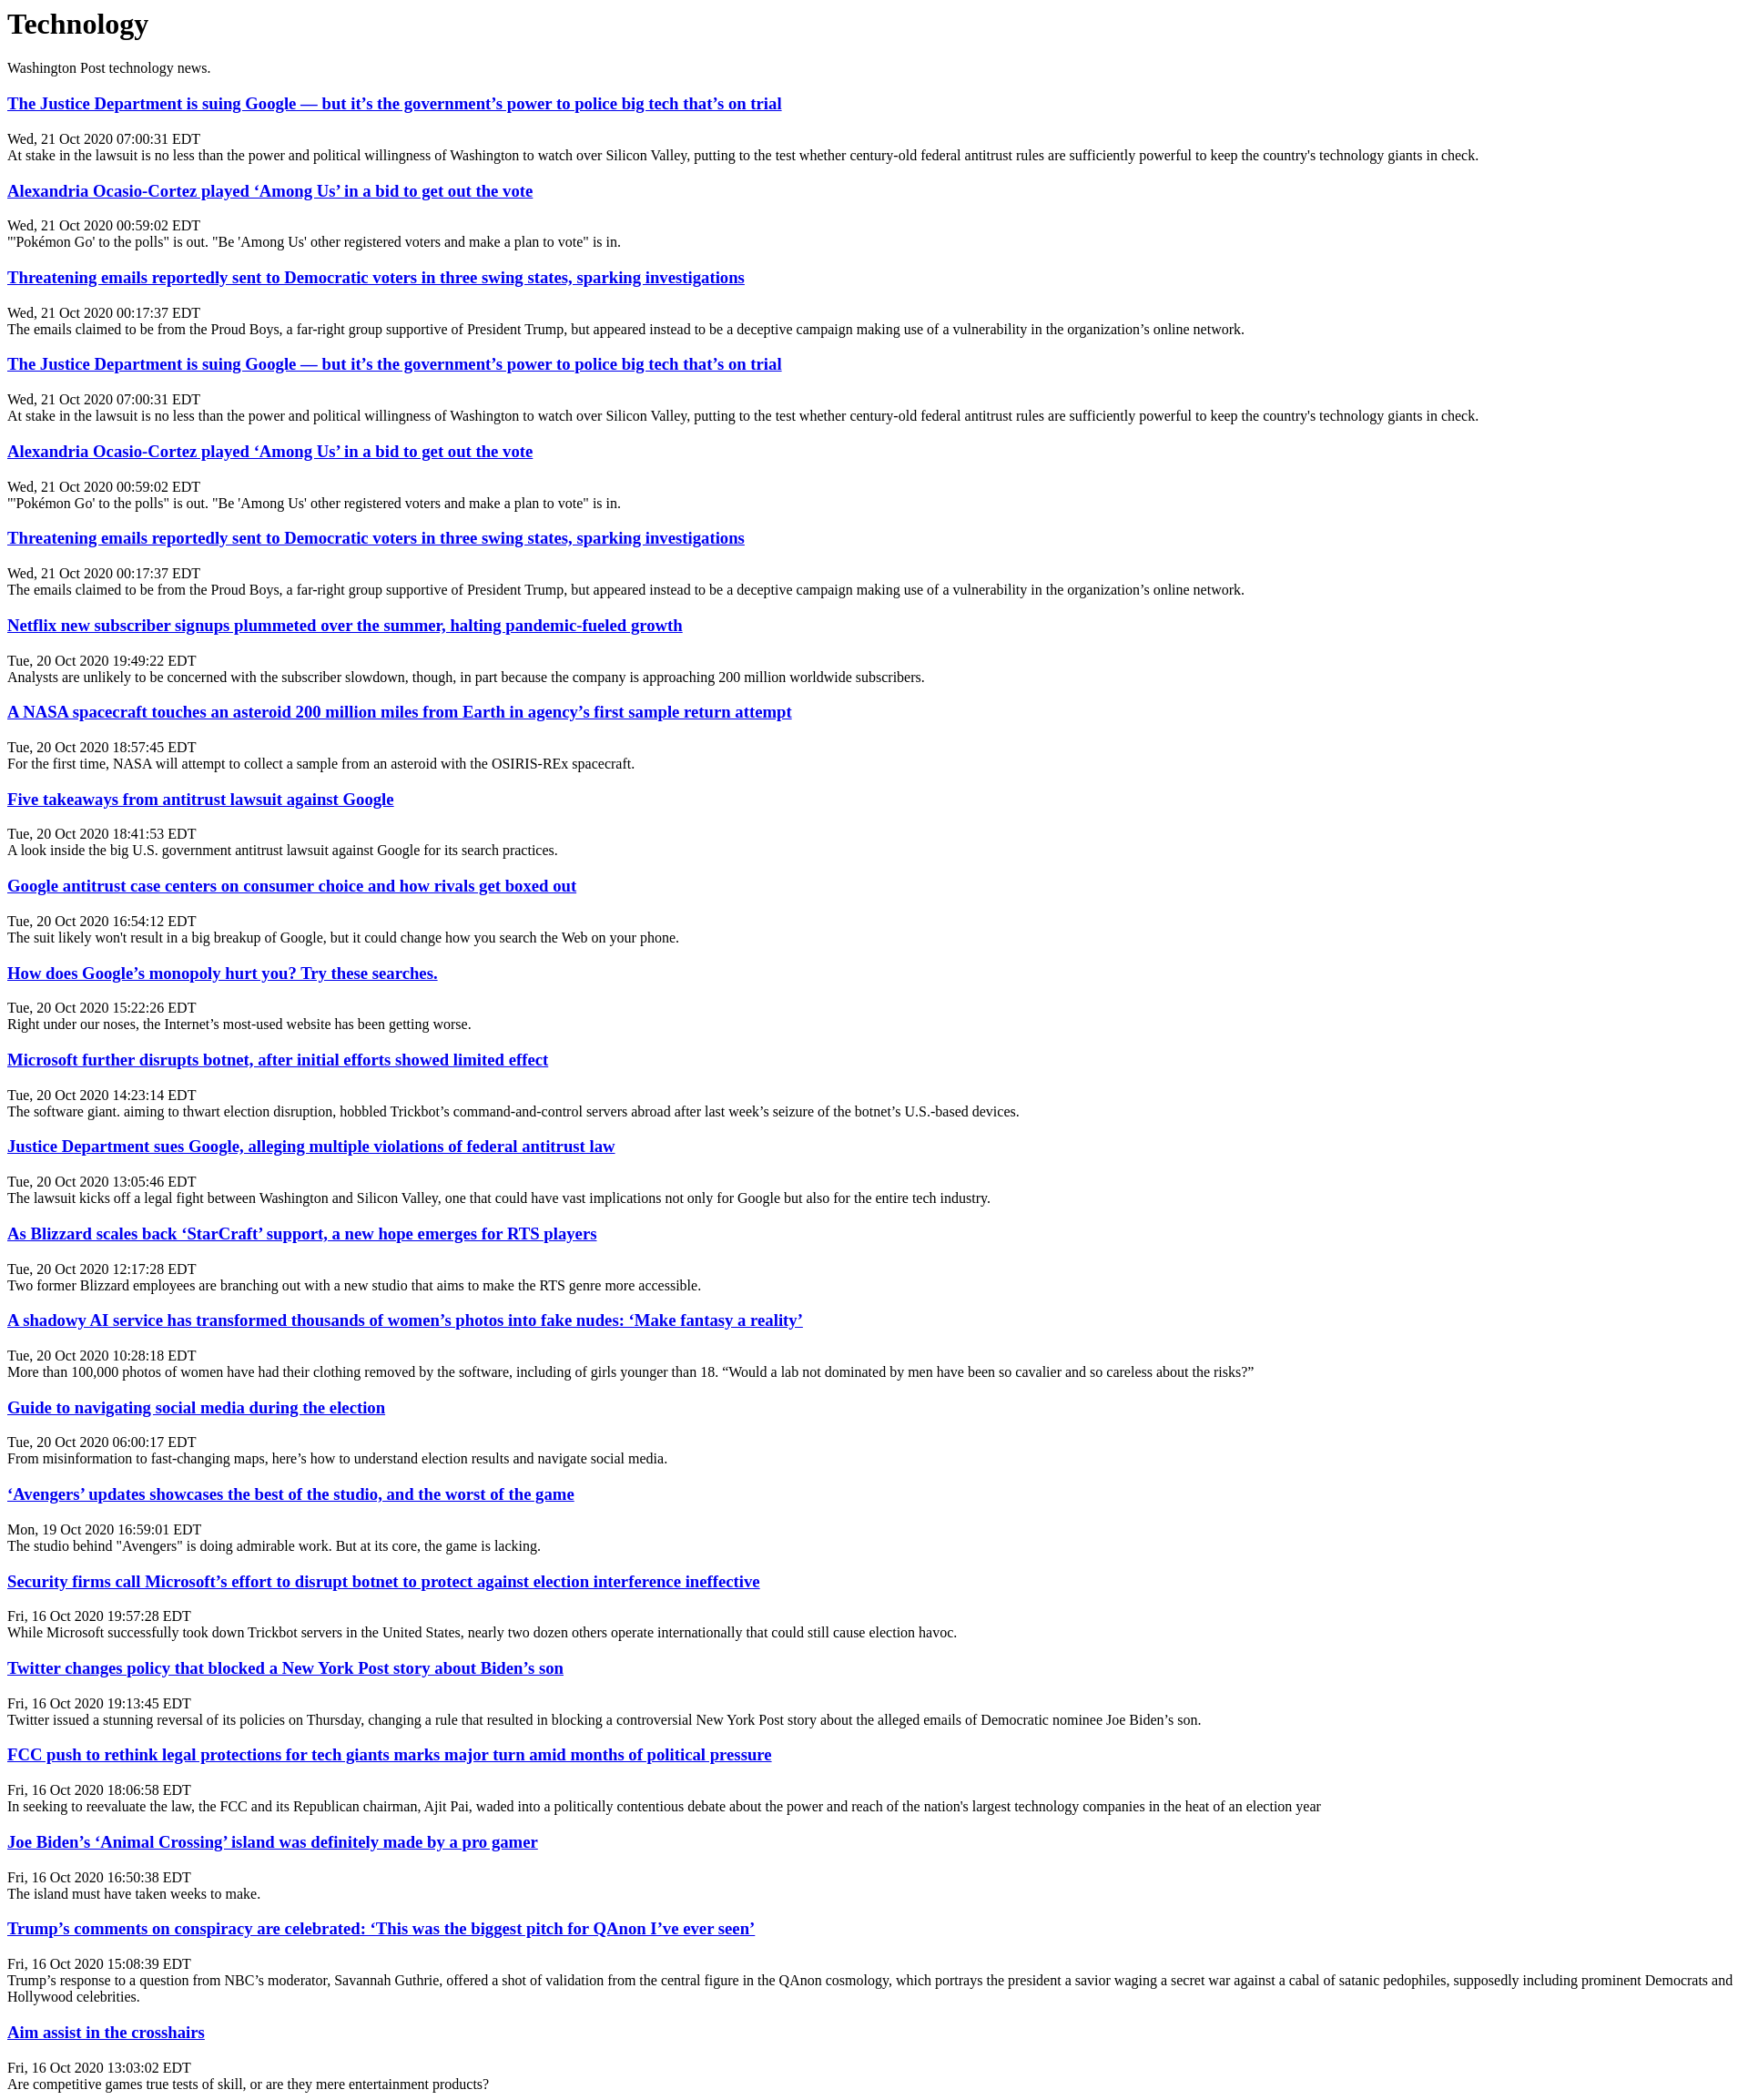 Technology
Washington Post technology news.
The Justice Department is suing Google — but it’s the government’s power to police big tech that’s on trial
Wed, 21 Oct 2020 07:00:31 EDT
At stake in the lawsuit is no less than the power and political willingness of Washington to watch over Silicon Valley, putting to the test whether century-old federal antitrust rules are sufficiently powerful to keep the country's technology giants in check.
Alexandria Ocasio-Cortez played ‘Among Us’ in a bid to get out the vote
Wed, 21 Oct 2020 00:59:02 EDT
"'Pokémon Go' to the polls" is out. "Be 'Among Us' other registered voters and make a plan to vote" is in.
Threatening emails reportedly sent to Democratic voters in three swing states, sparking investigations
Wed, 21 Oct 2020 00:17:37 EDT
The emails claimed to be from the Proud Boys, a far-right group supportive of President Trump, but appeared instead to be a deceptive campaign making use of a vulnerability in the organization’s online network.
The Justice Department is suing Google — but it’s the government’s power to police big tech that’s on trial
Wed, 21 Oct 2020 07:00:31 EDT
At stake in the lawsuit is no less than the power and political willingness of Washington to watch over Silicon Valley, putting to the test whether century-old federal antitrust rules are sufficiently powerful to keep the country's technology giants in check.
Alexandria Ocasio-Cortez played ‘Among Us’ in a bid to get out the vote
Wed, 21 Oct 2020 00:59:02 EDT
"'Pokémon Go' to the polls" is out. "Be 'Among Us' other registered voters and make a plan to vote" is in.
Threatening emails reportedly sent to Democratic voters in three swing states, sparking investigations
Wed, 21 Oct 2020 00:17:37 EDT
The emails claimed to be from the Proud Boys, a far-right group supportive of President Trump, but appeared instead to be a deceptive campaign making use of a vulnerability in the organization’s online network.
Netflix new subscriber signups plummeted over the summer, halting pandemic-fueled growth
Tue, 20 Oct 2020 19:49:22 EDT
Analysts are unlikely to be concerned with the subscriber slowdown, though, in part because the company is approaching 200 million worldwide subscribers.
A NASA spacecraft touches an asteroid 200 million miles from Earth in agency’s first sample return attempt
Tue, 20 Oct 2020 18:57:45 EDT
For the first time, NASA will attempt to collect a sample from an asteroid with the OSIRIS-REx spacecraft.
Five takeaways from antitrust lawsuit against Google
Tue, 20 Oct 2020 18:41:53 EDT
A look inside the big U.S. government antitrust lawsuit against Google for its search practices.
Google antitrust case centers on consumer choice and how rivals get boxed out
Tue, 20 Oct 2020 16:54:12 EDT
The suit likely won't result in a big breakup of Google, but it could change how you search the Web on your phone.
How does Google’s monopoly hurt you? Try these searches.
Tue, 20 Oct 2020 15:22:26 EDT
Right under our noses, the Internet’s most-used website has been getting worse.
Microsoft further disrupts botnet, after initial efforts showed limited effect
Tue, 20 Oct 2020 14:23:14 EDT
The software giant. aiming to thwart election disruption, hobbled Trickbot’s command-and-control servers abroad after last week’s seizure of the botnet’s U.S.-based devices.
Justice Department sues Google, alleging multiple violations of federal antitrust law
Tue, 20 Oct 2020 13:05:46 EDT
The lawsuit kicks off a legal fight between Washington and Silicon Valley, one that could have vast implications not only for Google but also for the entire tech industry.
As Blizzard scales back ‘StarCraft’ support, a new hope emerges for RTS players
Tue, 20 Oct 2020 12:17:28 EDT
Two former Blizzard employees are branching out with a new studio that aims to make the RTS genre more accessible.
A shadowy AI service has transformed thousands of women’s photos into fake nudes: ‘Make fantasy a reality’
Tue, 20 Oct 2020 10:28:18 EDT
More than 100,000 photos of women have had their clothing removed by the software, including of girls younger than 18. “Would a lab not dominated by men have been so cavalier and so careless about the risks?”
Guide to navigating social media during the election
Tue, 20 Oct 2020 06:00:17 EDT
From misinformation to fast-changing maps, here’s how to understand election results and navigate social media.
‘Avengers’ updates showcases the best of the studio, and the worst of the game
Mon, 19 Oct 2020 16:59:01 EDT
The studio behind "Avengers" is doing admirable work. But at its core, the game is lacking.
Security firms call Microsoft’s effort to disrupt botnet to protect against election interference ineffective
Fri, 16 Oct 2020 19:57:28 EDT
While Microsoft successfully took down Trickbot servers in the United States, nearly two dozen others operate internationally that could still cause election havoc.
Twitter changes policy that blocked a New York Post story about Biden’s son
Fri, 16 Oct 2020 19:13:45 EDT
Twitter issued a stunning reversal of its policies on Thursday, changing a rule that resulted in blocking a controversial New York Post story about the alleged emails of Democratic nominee Joe Biden’s son.
FCC push to rethink legal protections for tech giants marks major turn amid months of political pressure
Fri, 16 Oct 2020 18:06:58 EDT
In seeking to reevaluate the law, the FCC and its Republican chairman, Ajit Pai, waded into a politically contentious debate about the power and reach of the nation's largest technology companies in the heat of an election year
Joe Biden’s ‘Animal Crossing’ island was definitely made by a pro gamer
Fri, 16 Oct 2020 16:50:38 EDT
The island must have taken weeks to make.
Trump’s comments on conspiracy are celebrated: ‘This was the biggest pitch for QAnon I’ve ever seen’
Fri, 16 Oct 2020 15:08:39 EDT
Trump’s response to a question from NBC’s moderator, Savannah Guthrie, offered a shot of validation from the central figure in the QAnon cosmology, which portrays the president a savior waging a secret war against a cabal of satanic pedophiles, supposedly including prominent Democrats and
Hollywood celebrities.
Aim assist in the crosshairs
Fri, 16 Oct 2020 13:03:02 EDT
Are competitive games true tests of skill, or are they mere entertainment products?